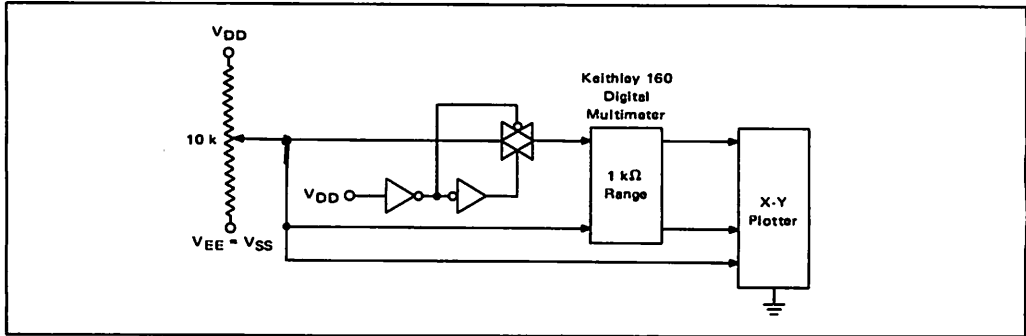 VDD
10 k
VEE = VSS
VDD
Keithley 160
Digital
Multimeter
1 kΩ
Range
X-Y
Plotter